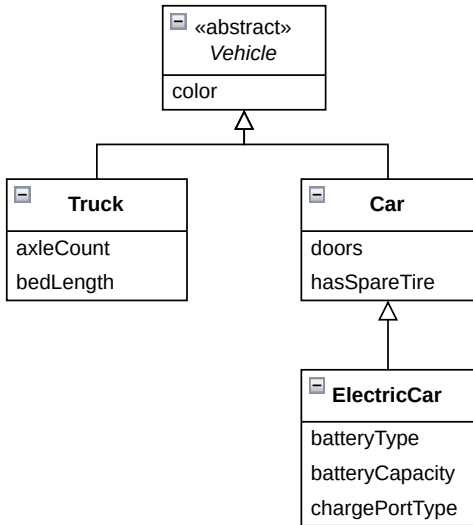 «abstract»
Vehicle
color
Truck
axleCount
bedLength
Car
doors
hasSpareTire
ElectricCar
batteryType
batteryCapacity
chargePortType